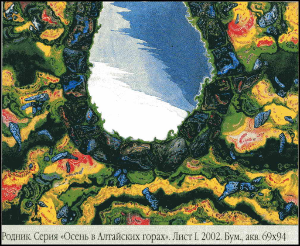 Родник. Серия «Осень в Алтайских горах». Лист I. 2002. Бум., акв. 69х94